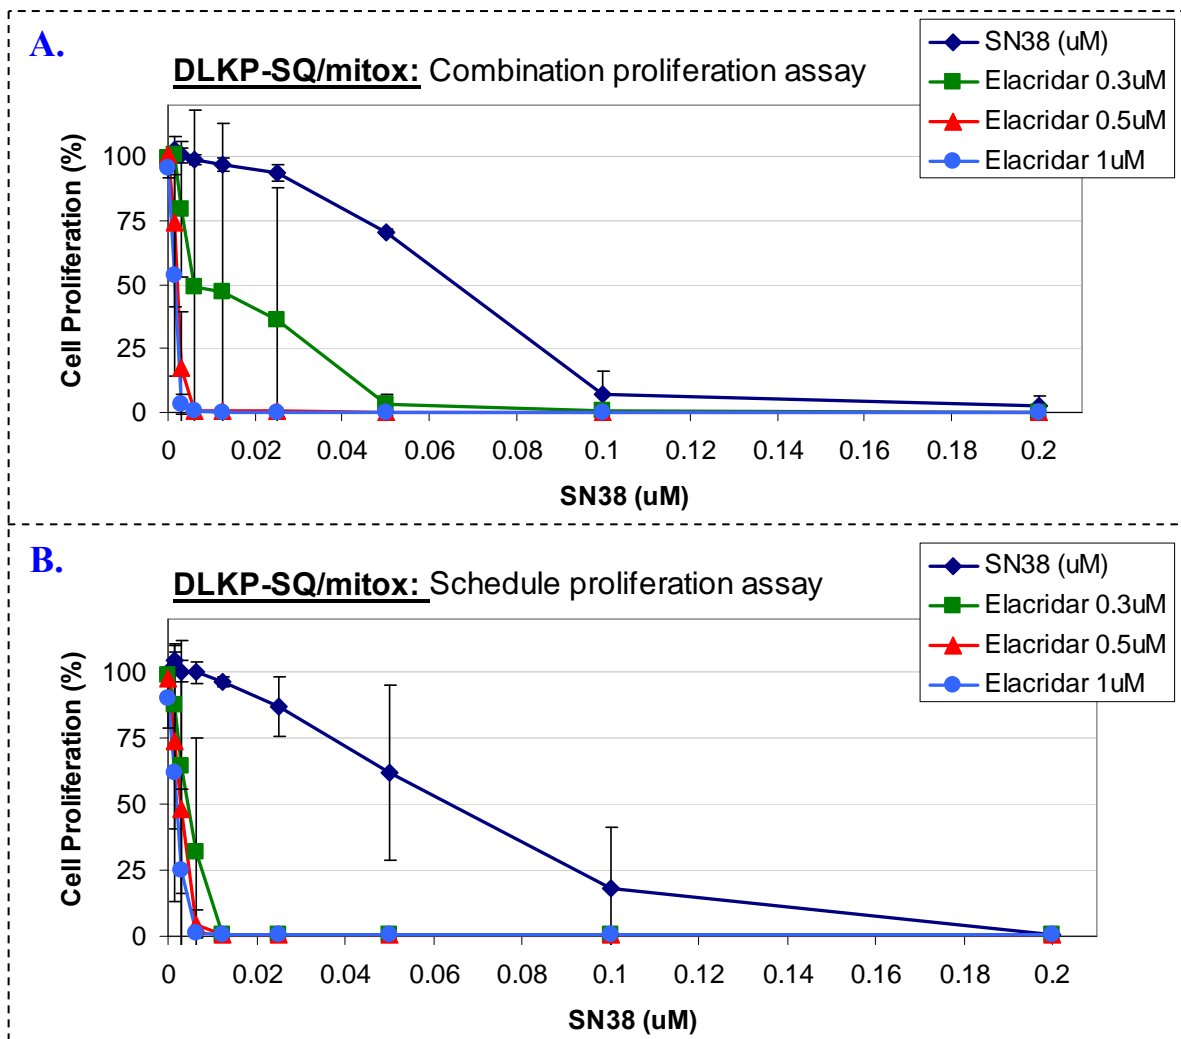 A.
DLKP-SQ/mitox: Combination proliferation assay
SN38 (uM)
Elacridar 0.3uM
Elacridar 0.5uM
Elacridar 1uM
Cell Proliferation (%)
100
75
50
25
0
0 0.02 0.04 0.06 0.08 0.1 0.12 0.14 0.16 0.18 0.2
SN38 (uM)
B.
DLKP-SQ/mitox: Schedule proliferation assay
SN38 (uM)
Elacridar 0.3uM
Elacridar 0.5uM
Elacridar 1uM
Cell Proliferation (%)
100
75
50
25
0
0 0.02 0.04 0.06 0.08 0.1 0.12 0.14 0.16 0.18 0.2
SN38 (uM)